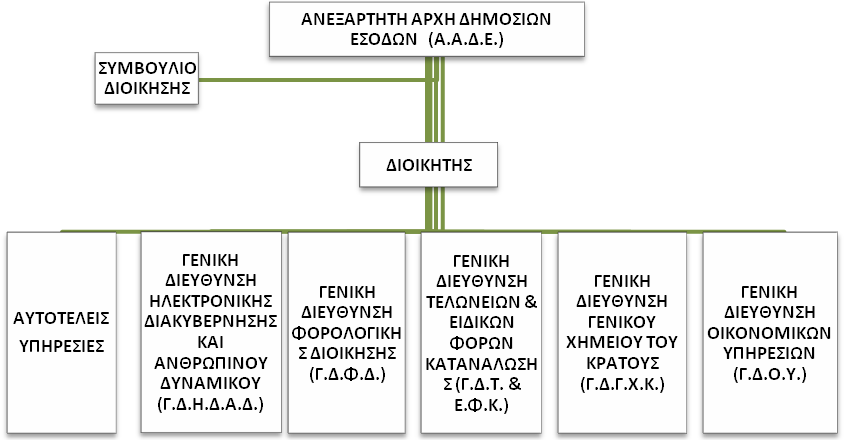 ΑΝΕΞΑΡΤΗΤΗ ΑΡΧΗ ΔΗΜΟΣΙΩΝ
ΕΣΟΔΩΝ (Α.Α.Δ.Ε.)
ΣΥΜΒΟΥΛΙΟ
ΔΙΟΙΚΗΣΗΣ
ΔΙΟΙΚΗΤΗΣ
ΑΥΤΟΤΕΛΕΙΣ
ΥΠΗΡΕΣΙΕΣ
ΓΕΝΙΚΗ
ΔΙΕΥΘΥΝΣΗ
ΗΛΕΚΤΡΟΝΙΚΗΣ
ΔΙΑΚΥΒΕΡΝΗΣΗΣ
ΚΑΙ
ΑΝΘΡΩΠΙΝΟΥ
ΔΥΝΑΜΙΚΟΥ
(Γ.Δ.Η.Δ.Α.Δ.)
ΓΕΝΙΚΗ
ΔΙΕΥΘΥΝΣΗ
ΦΟΡΟΛΟΓΙΚΗ
Σ ΔΙΟΙΚΗΣΗΣ
(Γ.Δ.Φ.Δ.)
ΓΕΝΙΚΗ
ΔΙΕΥΘΥΝΣΗ
ΤΕΛΩΝΕΙΩΝ &
ΕΙΔΙΚΩΝ
ΦΟΡΩΝ
ΚΑΤΑΝΑΛΩΣΗ
Σ (Γ.Δ.Τ. &
Ε.Φ.Κ.)
ΓΕΝΙΚΗ
ΔΙΕΥΘΥΝΣΗ
ΓΕΝΙΚΟΥ
ΧΗΜΕΙΟΥ ΤΟΥ
ΚΡΑΤΟΥΣ
(Γ.Δ.Γ.Χ.Κ.)
ΓΕΝΙΚΗ
ΔΙΕΥΘΥΝΣΗ
ΟΙΚΟΝΟΜΙΚΩΝ
ΥΠΗΡΕΣΙΩΝ
(Γ.Δ.Ο.Υ.)